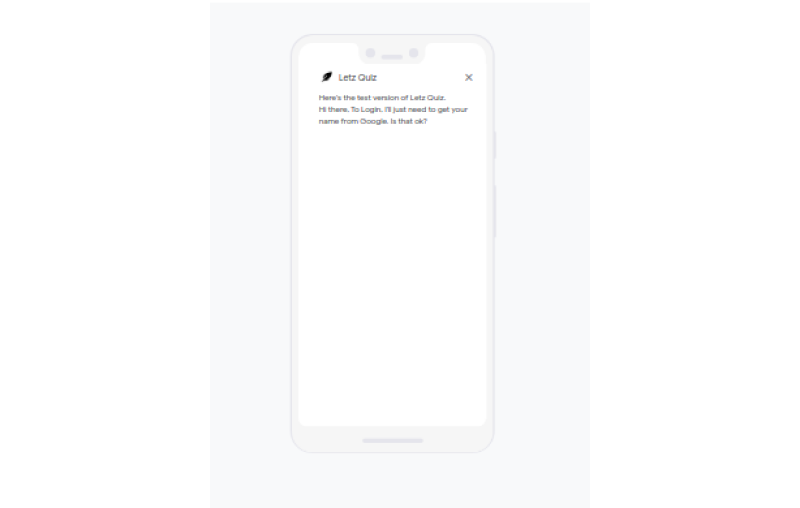 Letz Quiz
Here's the test version of Letz Quiz.
Hi there. To Login, I'll just need to get your
name from Google. Is that ok?